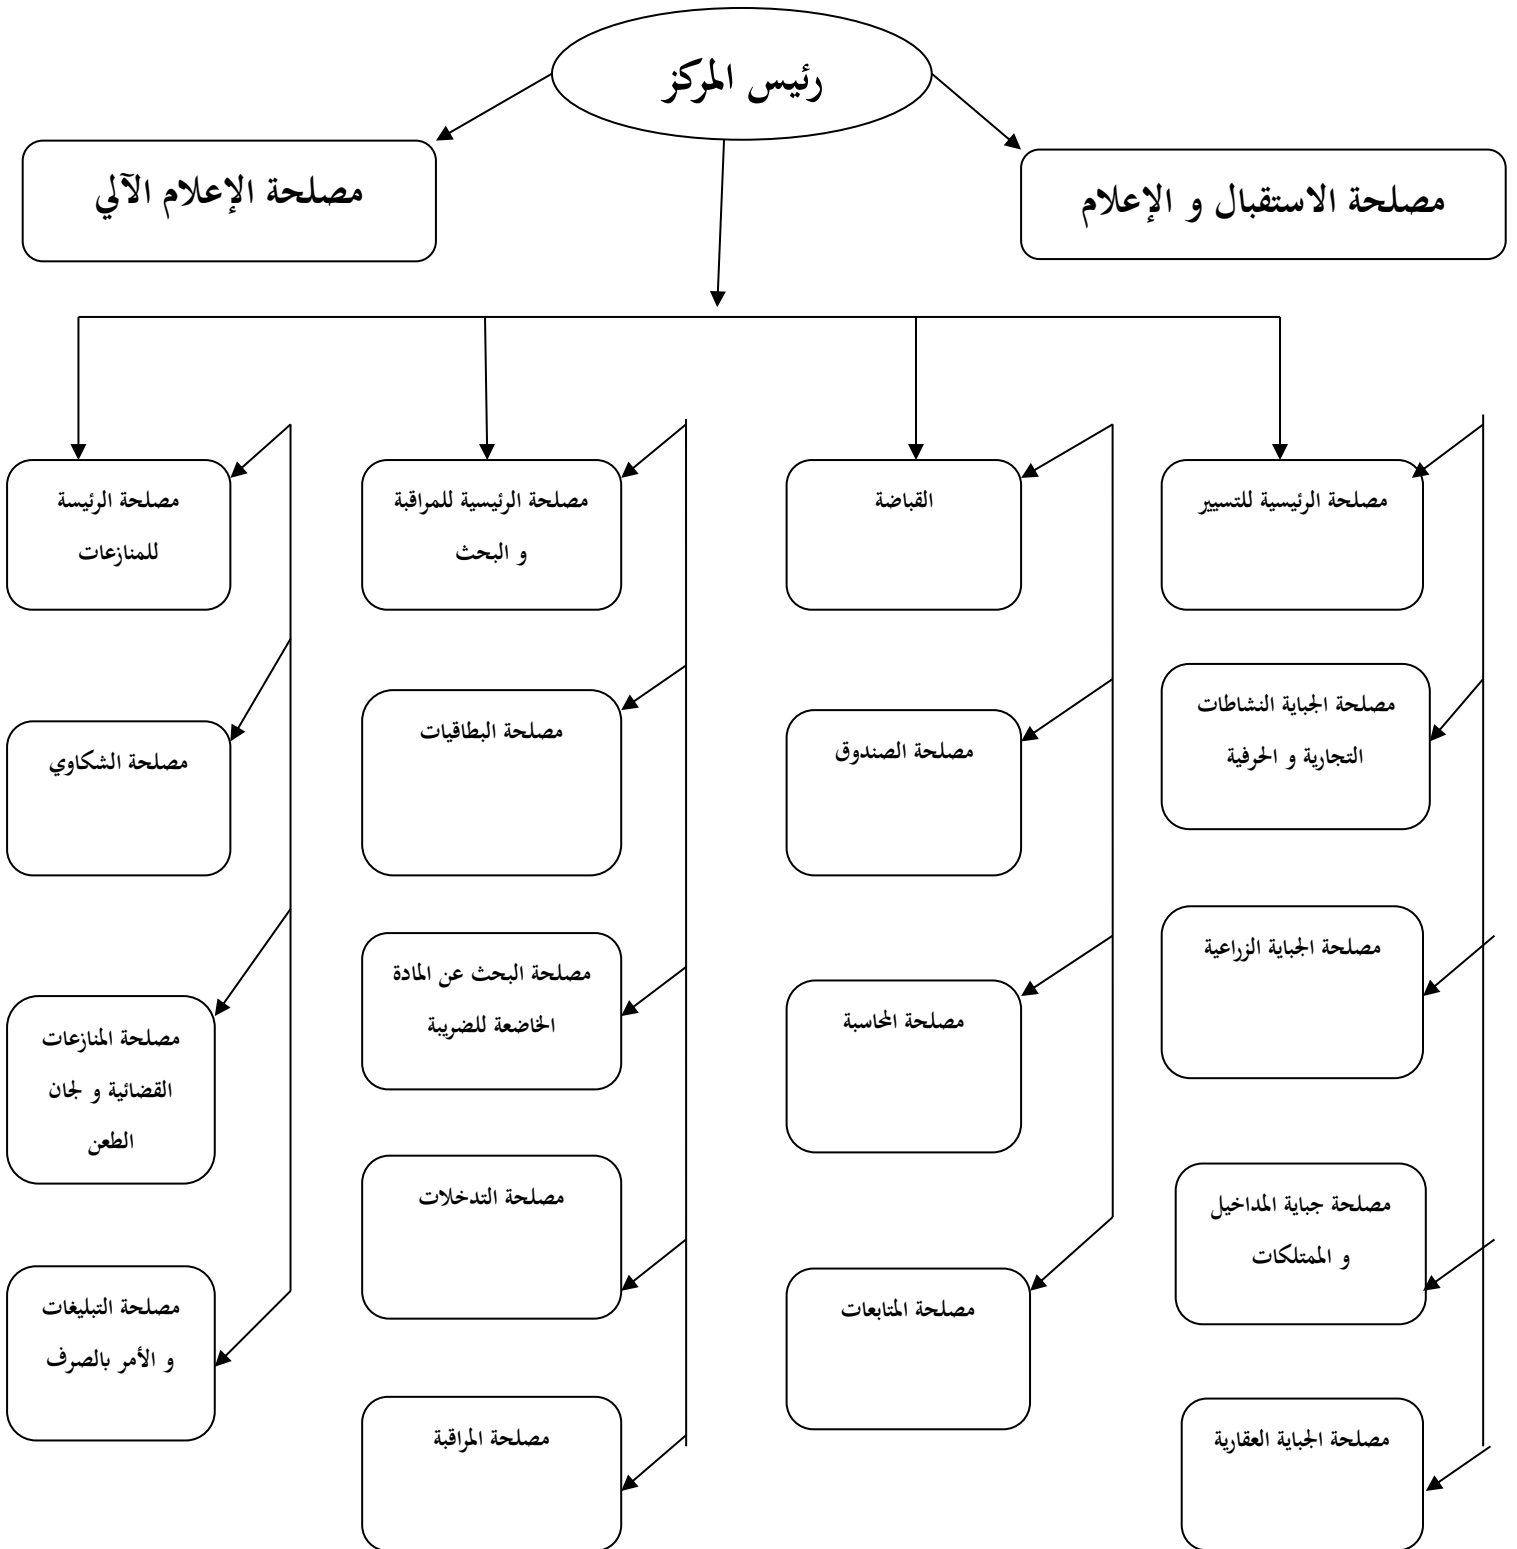 رئيس المركز
مصلحة الاستقبال و الإعلام
مصلحة الإعلام الآلي
مصلحة الرئيسية للتسيير
القباضة
مصلحة الرئيسية للمراقبة
و البحث
مصلحة الرئيسة
للمنازعات
مصلحة الجباية النشاطات
التجارية و الحرفية
مصلحة الصندوق
مصلحة البطاقيات
مصلحة الشكاوي
مصلحة الجباية الزراعية
مصلحة المحاسبة
مصلحة البحث عن المادة
الخاضعة للضريبة
مصلحة المنازعات
القضائية و لجان
الطعن
مصلحة جباية المداخيل
و الممتلكات
مصلحة المتابعات
مصلحة التدخلات
مصلحة التبليغات
و الأمر بالصرف
مصلحة الجباية العقارية
مصلحة المراقبة